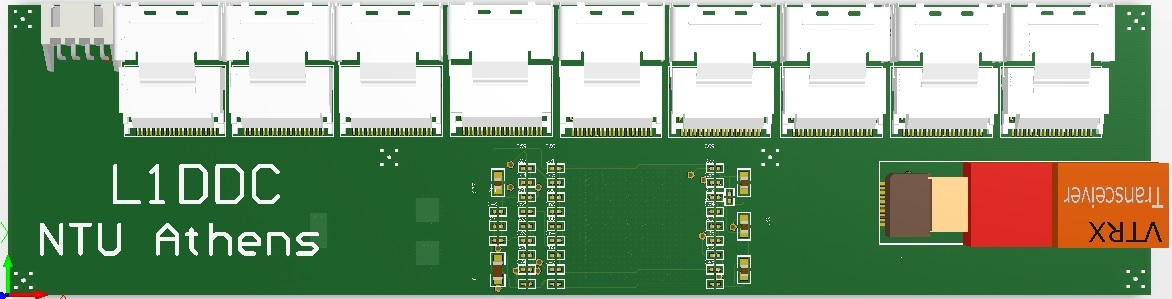 L1DDC
NTU Athens
Transceiver
VTRX